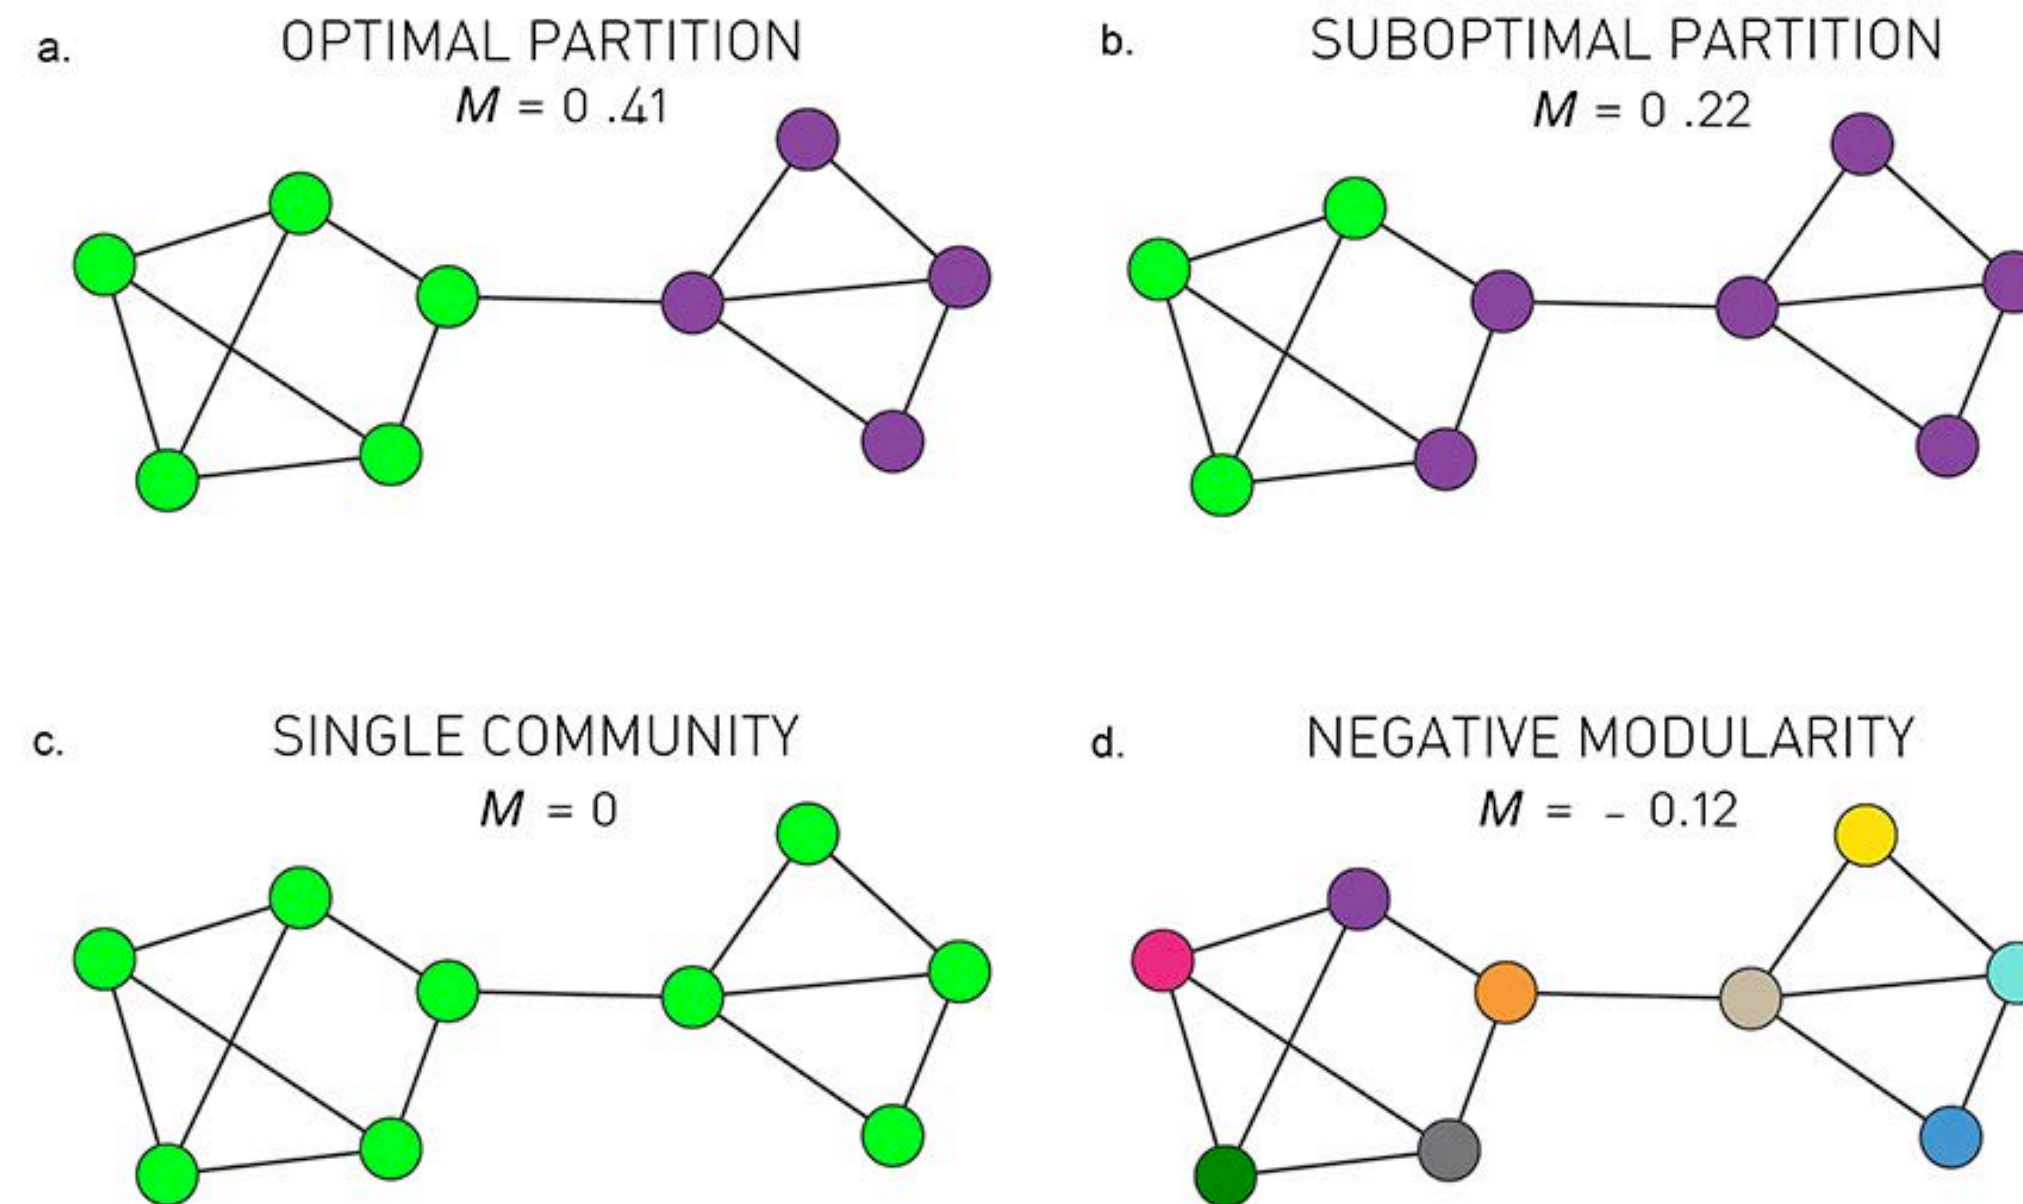 a. OPTIMAL PARTITION
M = 0 .41
b. SUBOPTIMAL PARTITION
M = 0 .22
c. SINGLE COMMUNITY
M = 0
d. NEGATIVE MODULARITY
M = - 0.12